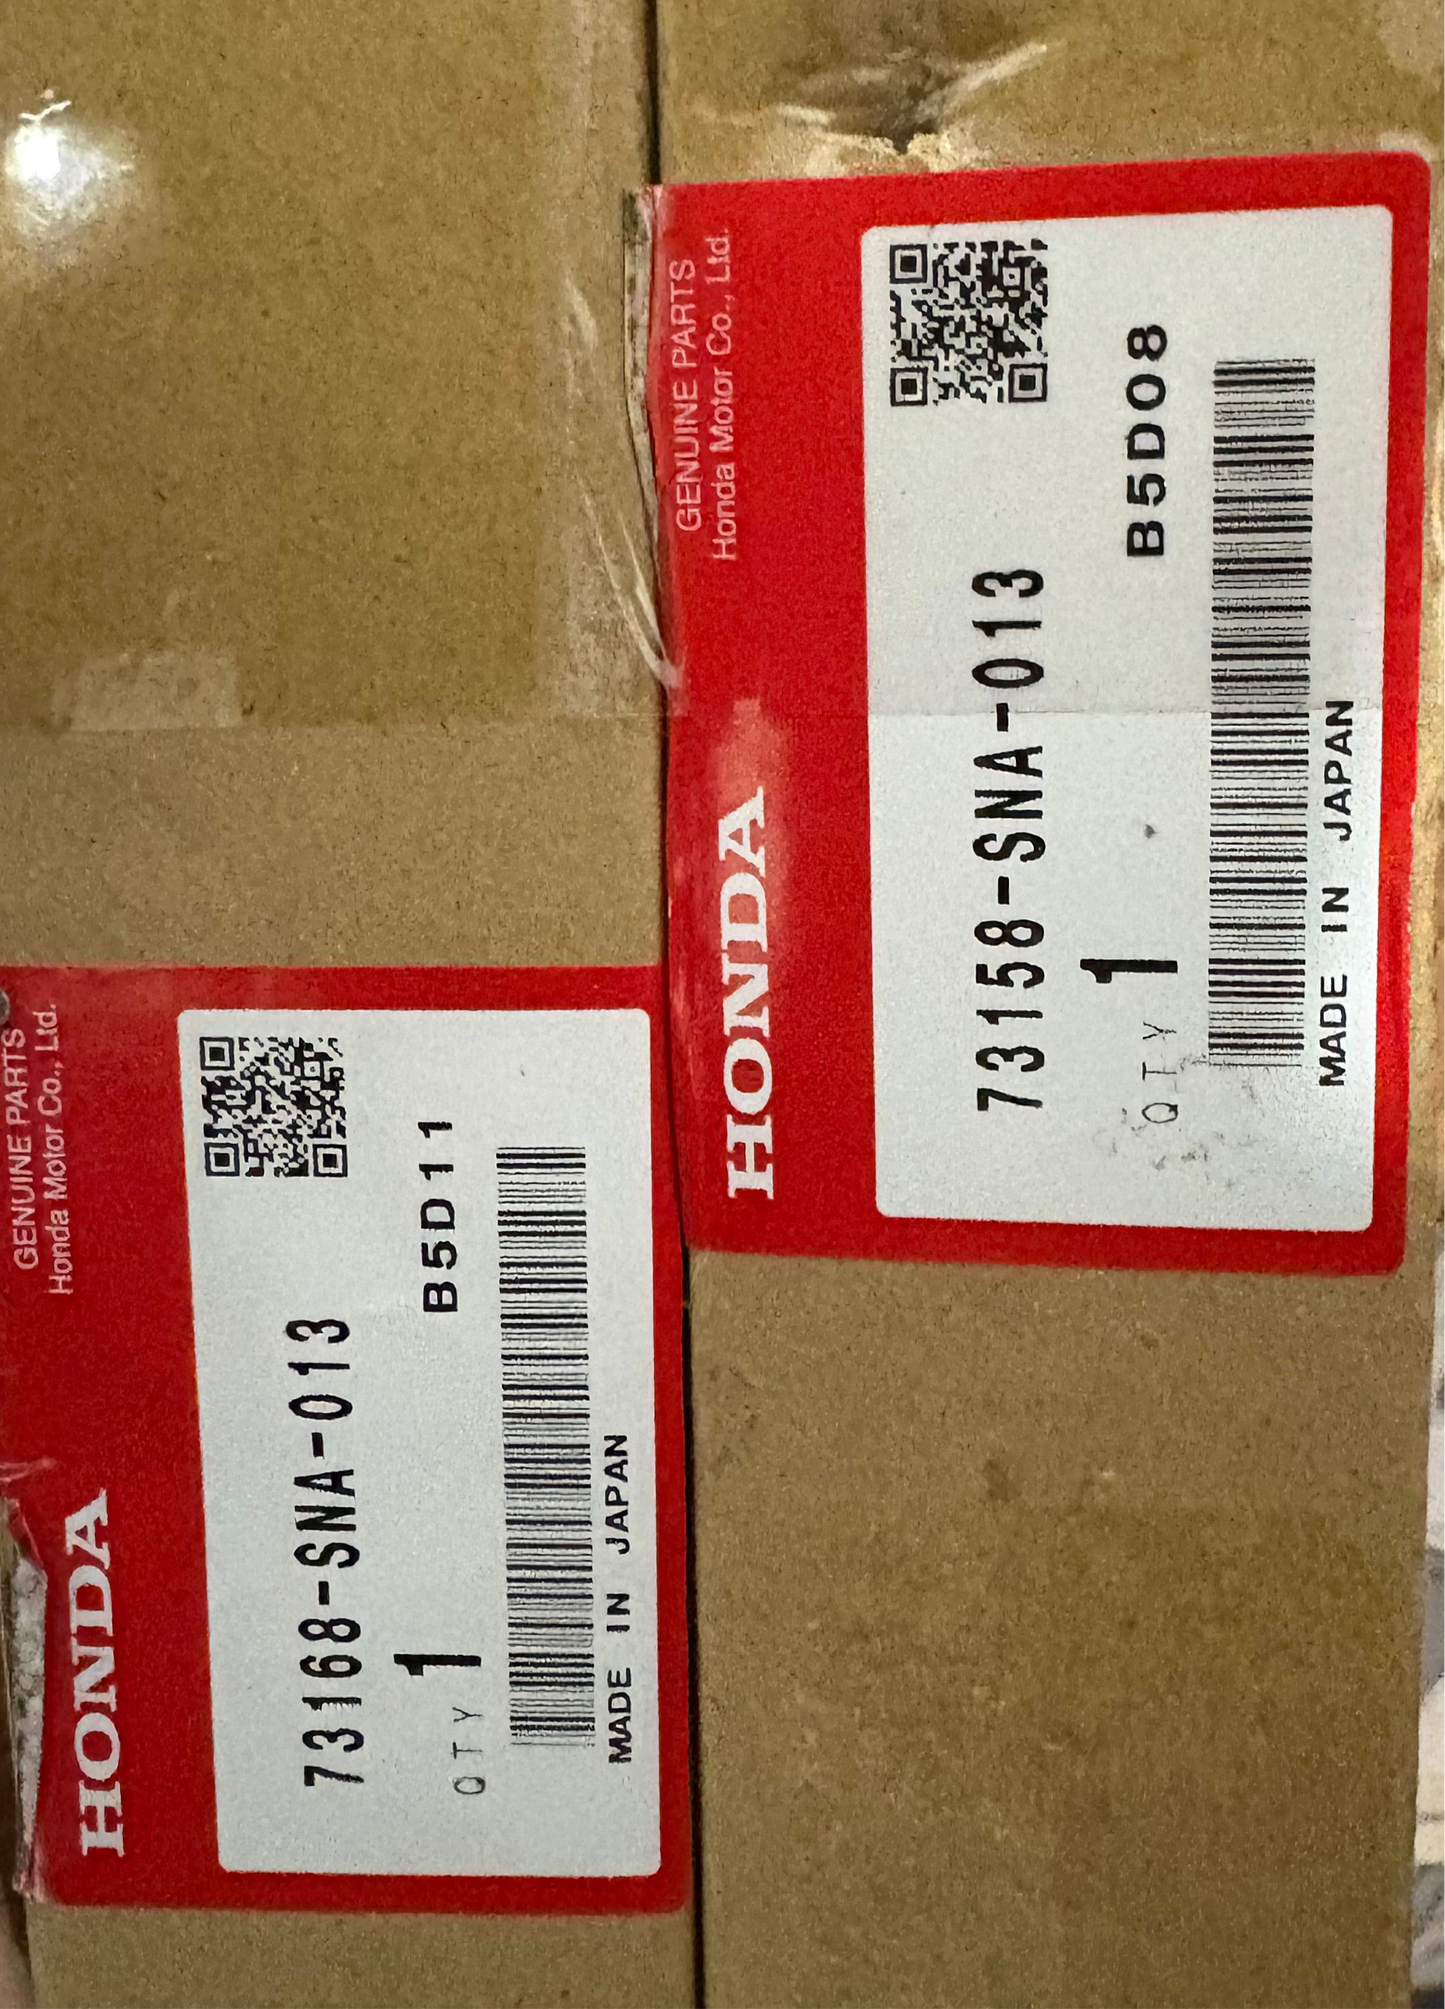 GENUINE PARTS
Honda Motor Co., Ltd.
HONDA
73168-SNA-013
B5D11
QTY 1
MADE IN JAPAN
GENUINE PARTS
Honda Motor Co., Ltd.
HONDA
73158-SNA-013
B5D08
QTY 1
MADE IN JAPAN